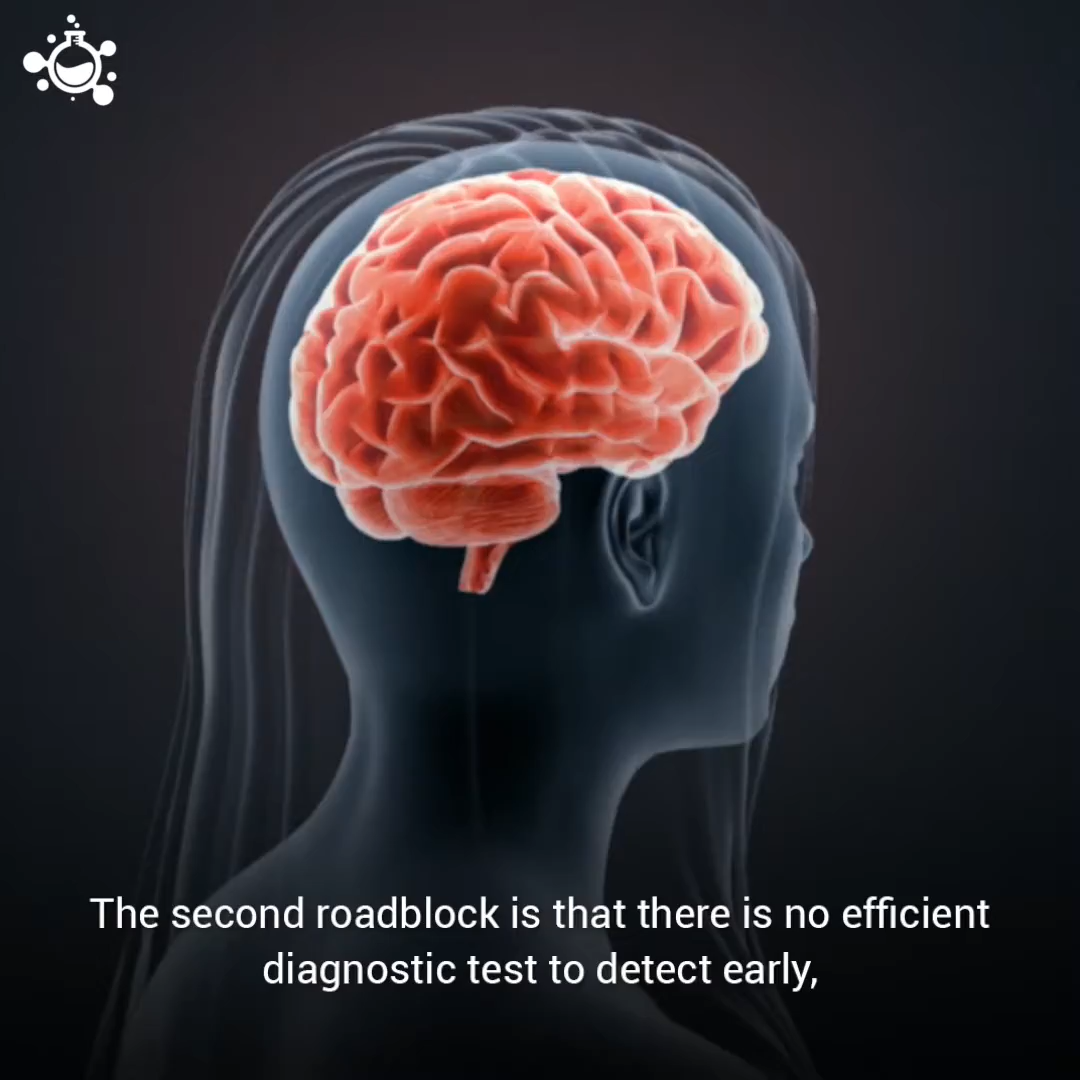 The second roadblock is that there is no efficient
diagnostic test to detect early,